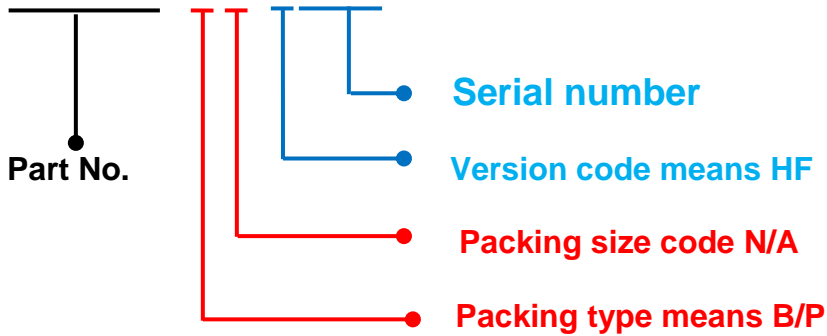 Serial number
Part No.
Version code means HF
Packing size code N/A
Packing type means B/P